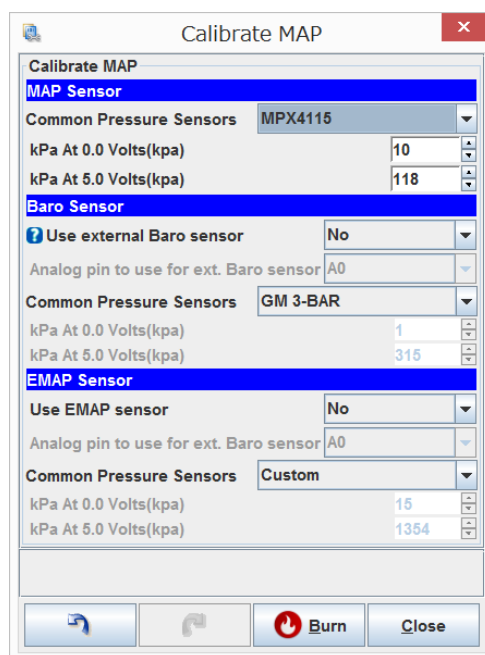 Calibrate MAP
Calibrate MAP
MAP Sensor
Common Pressure Sensors MPX4115
kPa At 0.0 Volts(kpa) 10
kPa At 5.0 Volts(kpa) 118
Baro Sensor
Use external Baro sensor No
Analog pin to use for ext. Baro sensor A0
Common Pressure Sensors GM 3-BAR
kPa At 0.0 Volts(kpa) 1
kPa At 5.0 Volts(kpa) 315
EMAP Sensor
Use EMAP sensor No
Analog pin to use for ext. Baro sensor A0
Common Pressure Sensors Custom
kPa At 0.0 Volts(kpa) 15
kPa At 5.0 Volts(kpa) 1354
Burn Close